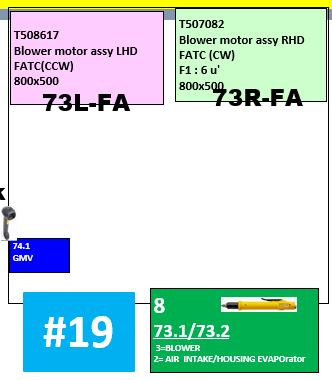 T508617
Blower motor assy LHD
FATC(CCW)
800x500
73L-FA
T507082
Blower motor assy RHD
FATC (CW)
F1 : 6 u'
800x500
73R-FA
74.1
GMV
#19
8
73.1/73.2
3=BLOWER
2= AIR INTAKE/HOUSING EVAPOrator